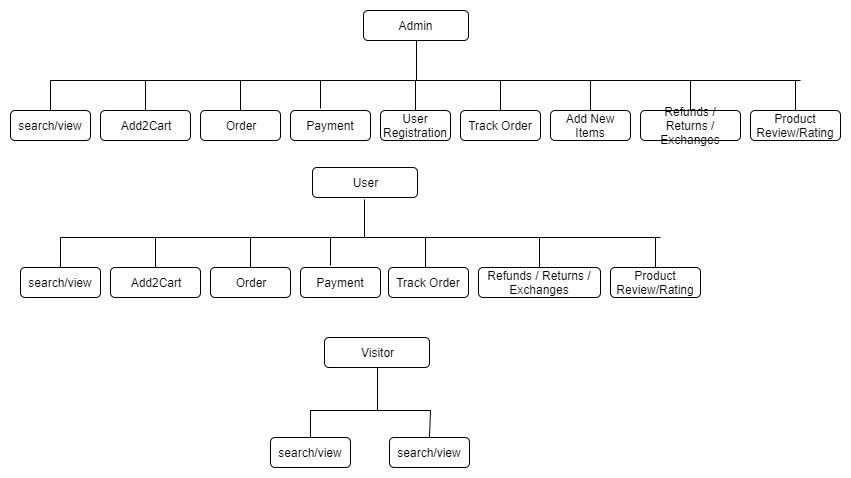 Admin
search/view
Add2Cart
Order
Payment
User
Registration
Track Order
Add New
Items
Refunds /
Returns /
Exchanges
Product
Review/Rating
User
search/view
Add2Cart
Order
Payment
Track Order
Refunds / Returns /
Exchanges
Product
Review/Rating
Visitor
search/view
search/view